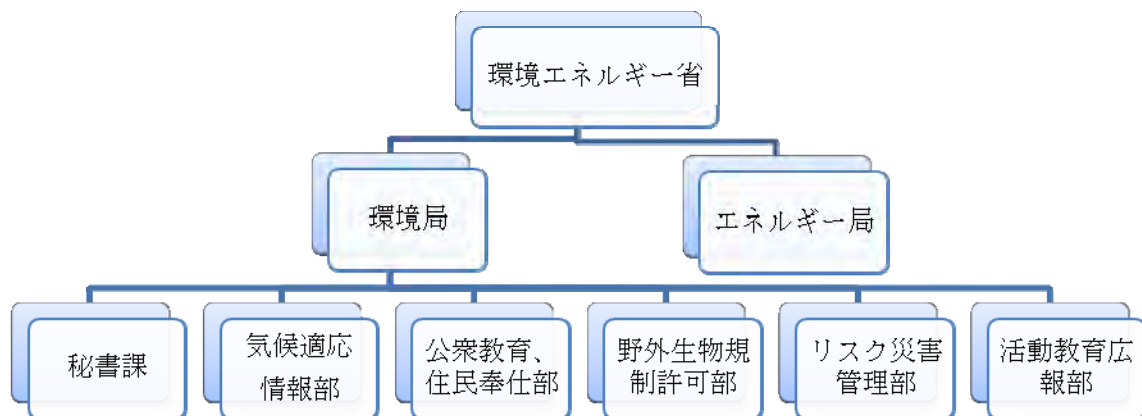 環境エネルギー省
環境局
エネルギー局
秘書課
気候適応
情報部
公衆教育、
住民奉仕部
野外生物規
制許可部
リスク災害
管理部
活動教育広
報部